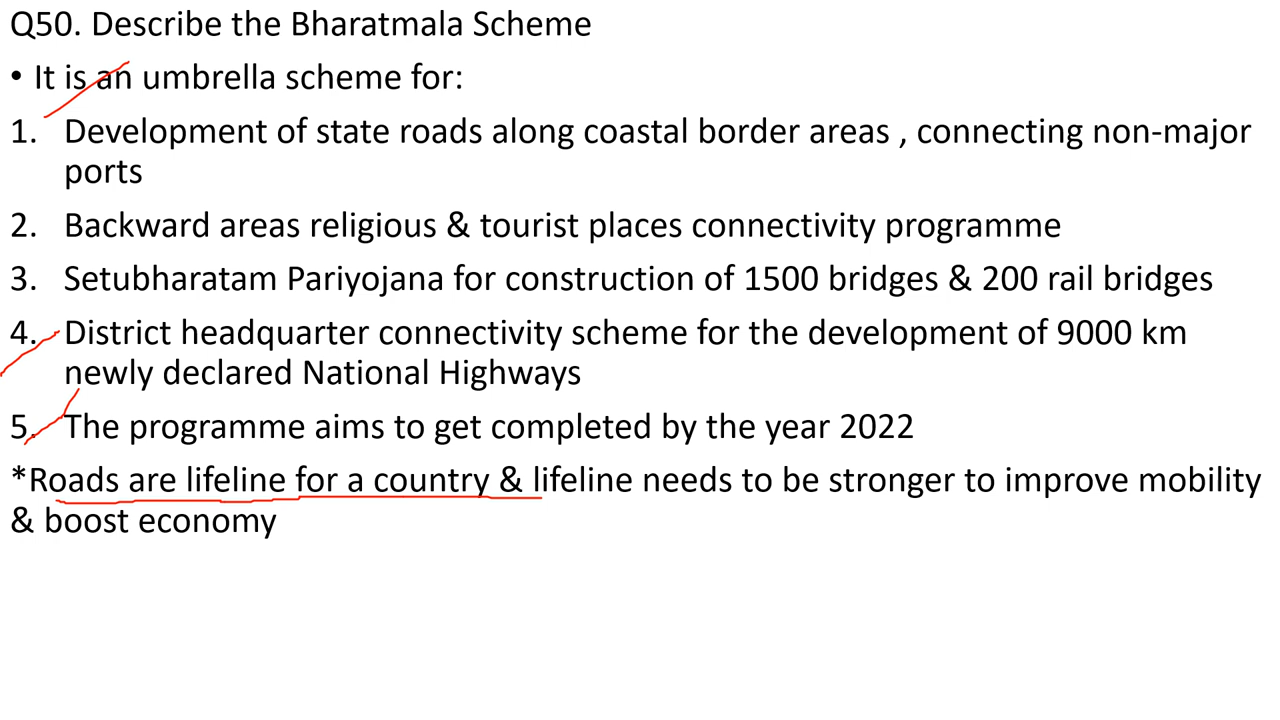 Q50. Describe the Bharatmala Scheme
• It is an umbrella scheme for:
1. Development of state roads along coastal border areas , connecting non-major
ports
2. Backward areas religious & tourist places connectivity programme
3. Setubharatam Pariyojana for construction of 1500 bridges & 200 rail bridges
4. District headquarter connectivity scheme for the development of 9000 km
newly declared National Highways
5. The programme aims to get completed by the year 2022
*Roads are lifeline for a country & lifeline needs to be stronger to improve mobility
& boost economy